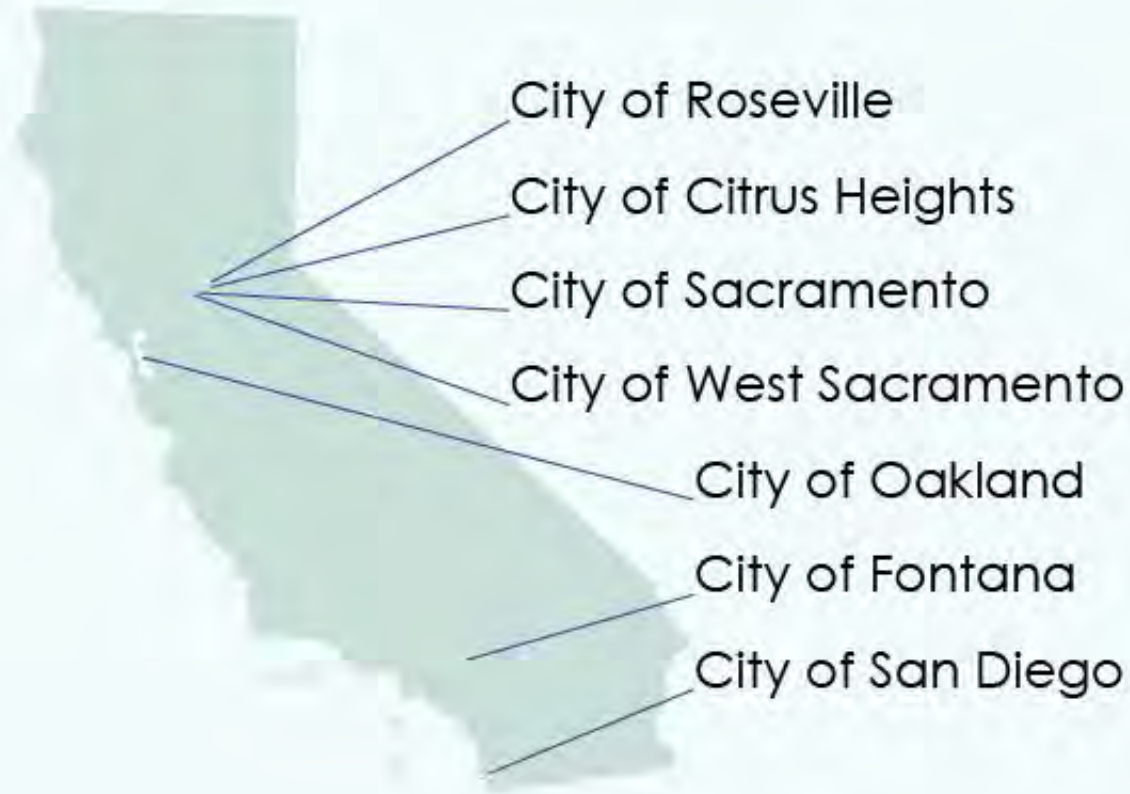 City of Roseville
City of Citrus Heights
City of Sacramento
City of West Sacramento
City of Oakland
City of Fontana
City of San Diego